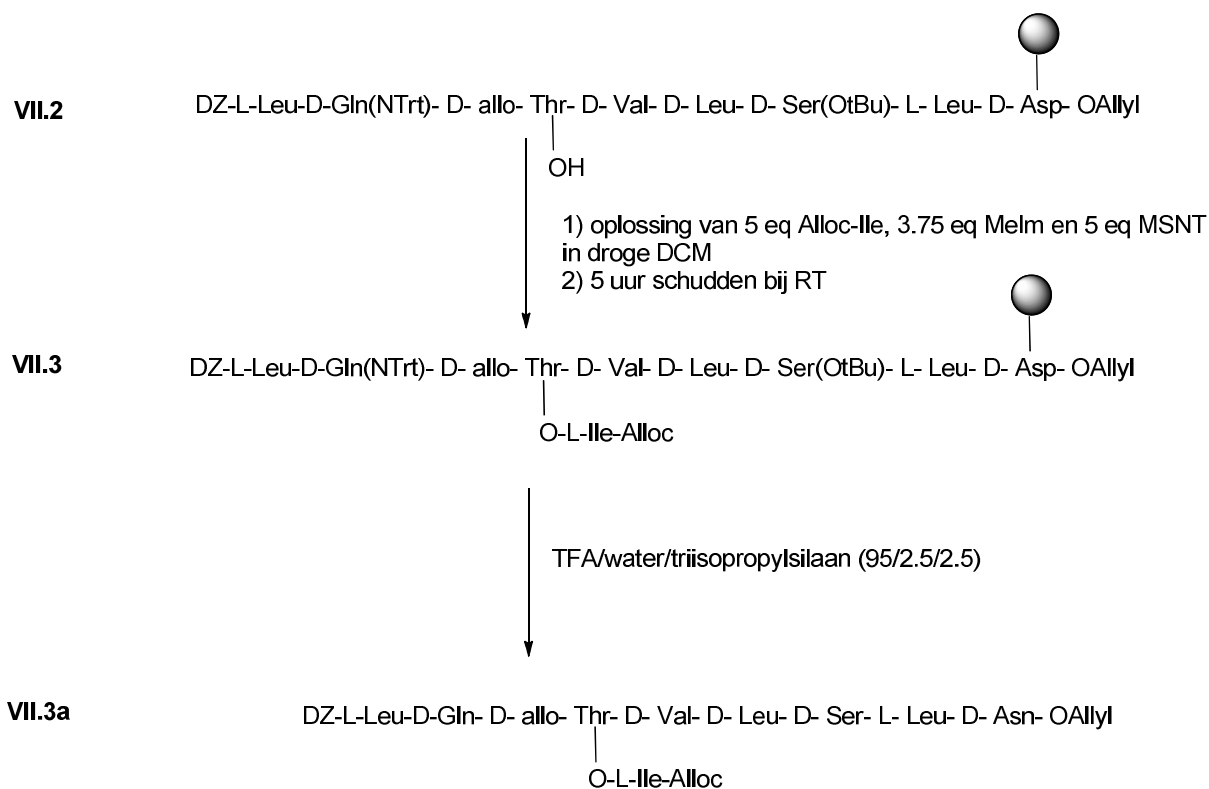 VII.2 DZ-L-Leu-D-Gln(NTrt)- D- allo- Thr- D- Val- D- Leu- D- Ser(OtBu)- L- Leu- D- Asp- OAllyl
OH
1) oplossing van 5 eq Alloc-Ile, 3.75 eq MeIm en 5 eq MSNT
in droge DCM
2) 5 uur schudden bij RT
VII.3 DZ-L-Leu-D-Gln(NTrt)- D- allo- Thr- D- Val- D- Leu- D- Ser(OtBu)- L- Leu- D- Asp- OAllyl
O-L-Ile-Alloc
TFA/water/triisopropylsilaan (95/2.5/2.5)
VII.3a DZ-L-Leu-D-Gln- D- allo- Thr- D- Val- D- Leu- D- Ser- L- Leu- D- Asn- OAllyl
O-L-Ile-Alloc